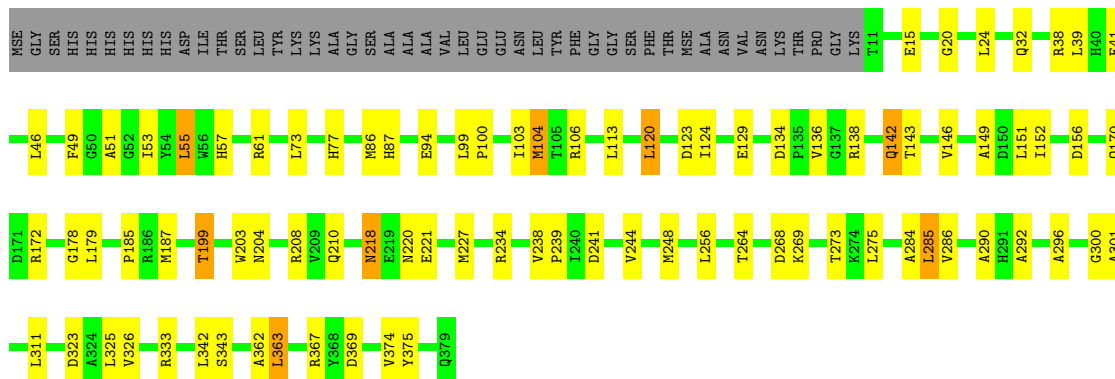 MSE GLY SER HIS HIS HIS HIS HIS HIS ASP ILE THR SER LEU TYR LYS LYS ALA GLY SER ALA ALA ALA VAL LEU GLU GLU ASN LEU TYR PHE GLY GLY SER PHE THR MSE ALA ASN VAL ASN LYS THR PRO GLY LYS T11 E15 G20 L24 Q32 R38 L39 H40
L46 F49 G50 A51 G52 I53 Y54 L55 W56 H57 R61 L73 H77 M86 H87 E94 L99 P100 I103 M104 T105 R106 L113 L120 D123 I124 E129 D134 P135 V136 G137 R138 Q142 T143 V146 A149 D150 L151 I152 D156
D171 R172 G178 L179 P185 R186 M187 T199 W203 N204 R208 V209 Q210 N218 E219 N220 E221 M227 R234 V238 P239 I240 D241 V244 M248 L256 T264 D268 K269 T273 K274 L275 A284 L285 V286 A290 H291 A292 A296 G300
L311 D323 A324 L325 V326 R333 L342 S343 A362 L363 R367 Y368 D369 V374 Y375 Q379